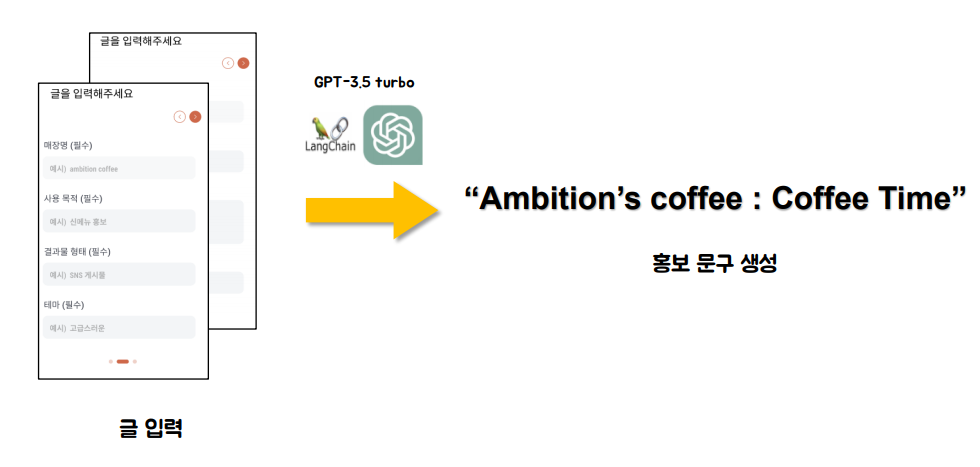 글을 입력해주세요
글을 입력해주세요
매장명 (필수)
예시) ambition coffee
사용 목적 (필수)
예시) 신메뉴 홍보
결과물 형태 (필수)
예시) SNS 게시물
테마 (필수)
예시) 고급스러운
글 입력
GPT-3.5 turbo
LangChain
“Ambition’s coffee : Coffee Time”
홍보 문구 생성